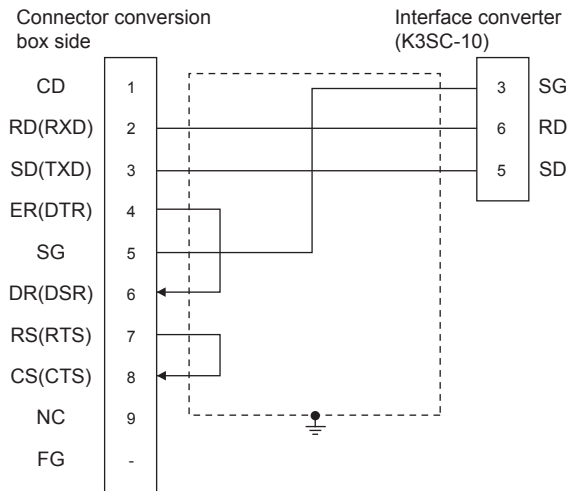 Connector conversion
box side
Interface converter
(K3SC-10)
CD 1 3 SG
RD(RXD) 2 6 RD
SD(TXD) 3 5 SD
ER(DTR) 4
SG 5
DR(DSR) 6
RS(RTS) 7
CS(CTS) 8
NC 9
FG -